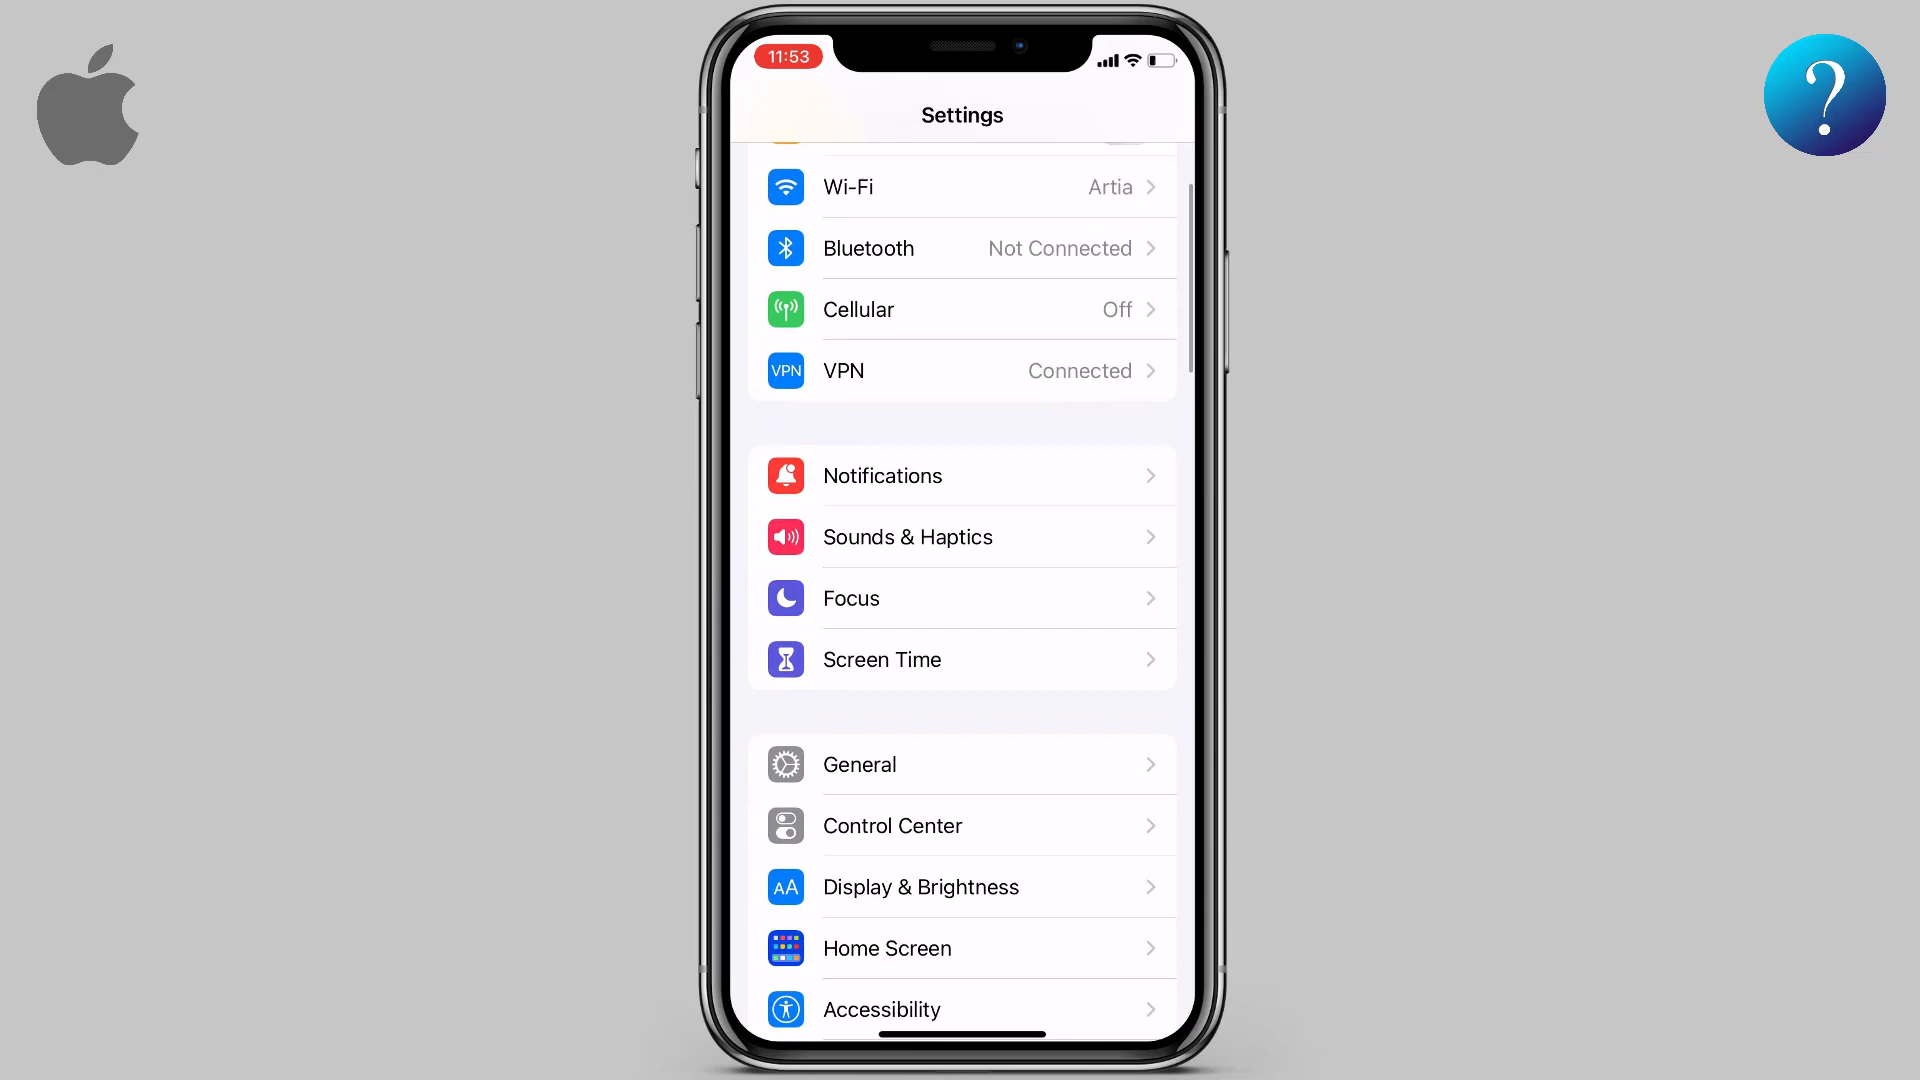 11:53
Settings
Wi-Fi Artia
Bluetooth Not Connected
Cellular Off
VPN VPN Connected
Notifications
Sounds & Haptics
Focus
Screen Time
General
Control Center
AA Display & Brightness
Home Screen
Accessibility
?